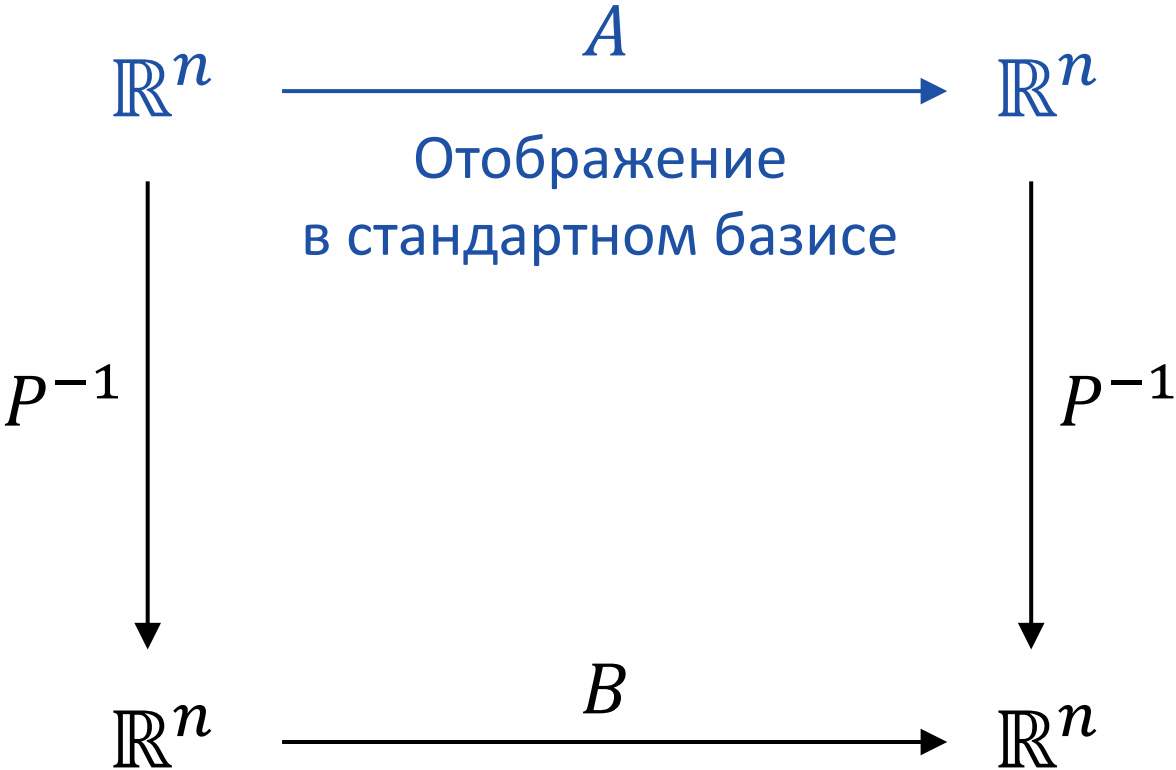 A
ℝⁿ ℝⁿ
Отображение
в стандартном базисе
P⁻¹ P⁻¹
B
ℝⁿ ℝⁿ